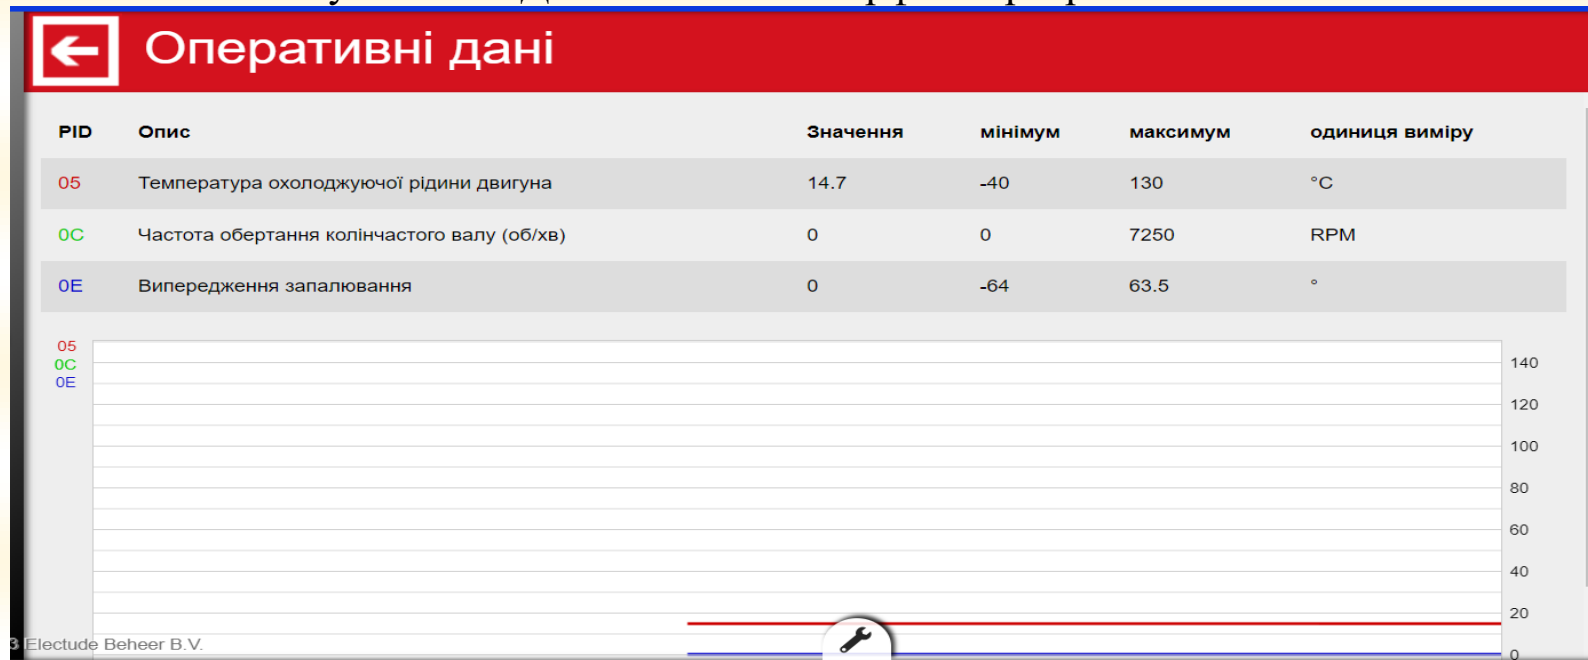 Оперативні дані
PID Опис Значення мінімум максимум одиниця виміру
05 Температура охолоджуючої рідини двигуна 14.7 -40 130 °C
0C Частота обертання колінчастого валу (об/хв) 0 0 7250 RPM
0E Випередження запалювання 0 -64 63.5 °
05
0C
0E
140
120
100
80
60
40
20
0
3 Electude Beheer B.V.